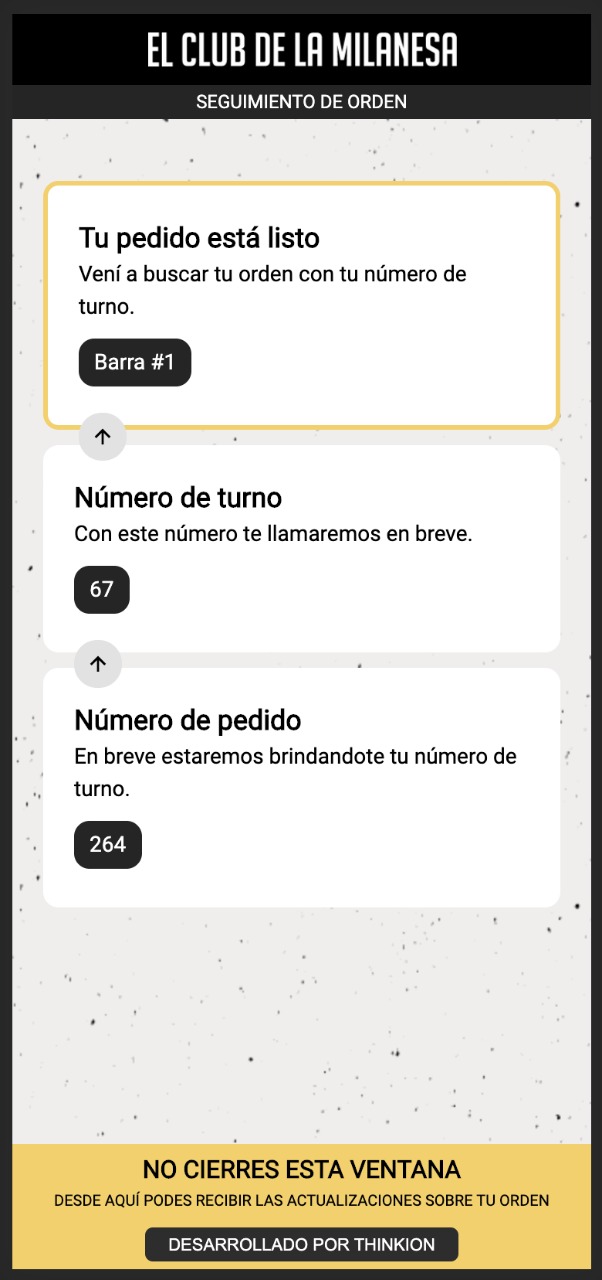 EL CLUB DE LA MILANESA
SEGUIMIENTO DE ORDEN
Tu pedido está listo
Vení a buscar tu orden con tu número de
turno.
Barra #1
Número de turno
Con este número te llamaremos en breve.
67
Número de pedido
En breve estaremos brindandote tu número de
turno.
264
NO CIERRES ESTA VENTANA
DESDE AQUÍ PODES RECIBIR LAS ACTUALIZACIONES SOBRE TU ORDEN
DESARROLLADO POR THINKION